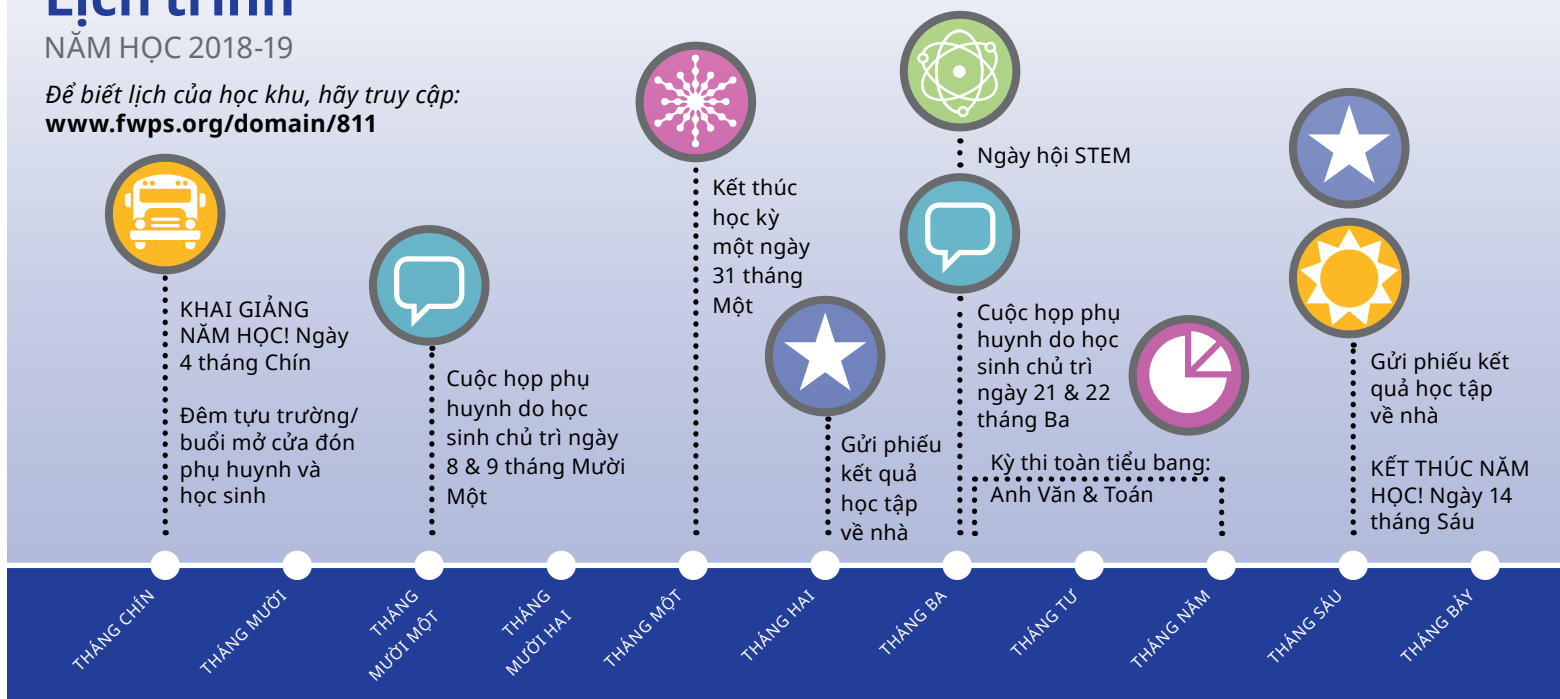 Lịch trình
NĂM HỌC 2018-19
Để biết lịch của học khu, hãy truy cập:
www.fwps.org/domain/811
KHAI GIẢNG
NĂM HỌC! Ngày
4 tháng Chín
Đêm tựu trường/
buổi mở cửa đón
phụ huynh và
học sinh
Cuộc họp phụ
huynh do học
sinh chủ trì ngày
8 & 9 tháng Mười
Một
Kết thúc
học kỳ
một ngày
31 tháng
Một
Gửi phiếu
kết quả
học tập
về nhà
Ngày hội STEM
Cuộc họp phụ
huynh do học
sinh chủ trì
ngày 21 & 22
tháng Ba
Kỳ thi toàn tiểu bang:
Anh Văn & Toán
Gửi phiếu kết
quả học tập
về nhà
KẾT THÚC NĂM
HỌC! Ngày 14
tháng Sáu
THÁNG CHÍN
THÁNG MƯỜI
THÁNG
MƯỜI MỘT
THÁNG
MƯỜI HAI
THÁNG MỘT
THÁNG HAI
THÁNG BA
THÁNG TƯ
THÁNG NĂM
THÁNG SÁU
THÁNG BẢY